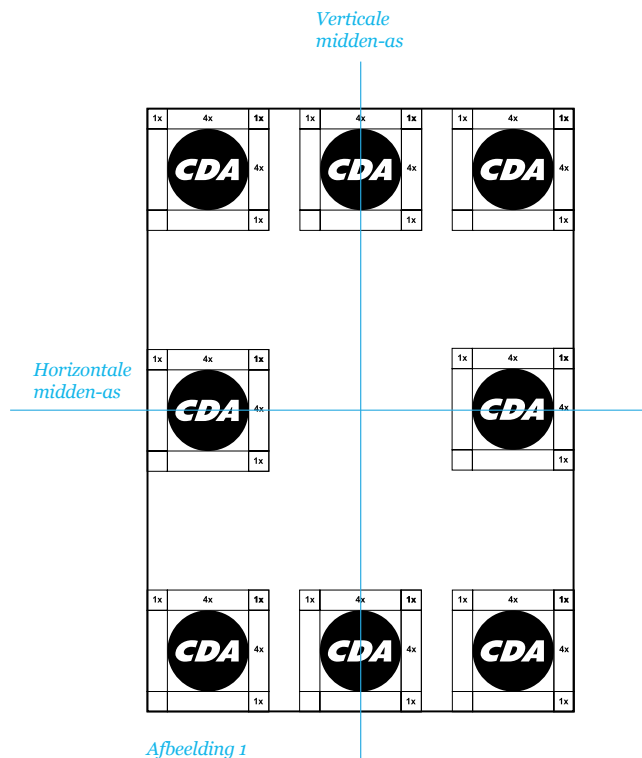 Verticale
midden-as
1x 4x 1x 1x 4x 1x 1x 4x 1x
CDA 4x CDA 4x CDA 4x
1x 1x 1x
Horizontale
midden-as
1x 4x 1x 1x 4x 1x
CDA 4x CDA 4x
1x 1x
1x 4x 1x 1x 4x 1x 1x 4x 1x
CDA 4x CDA 4x CDA 4x
1x 1x 1x
Afbeelding 1